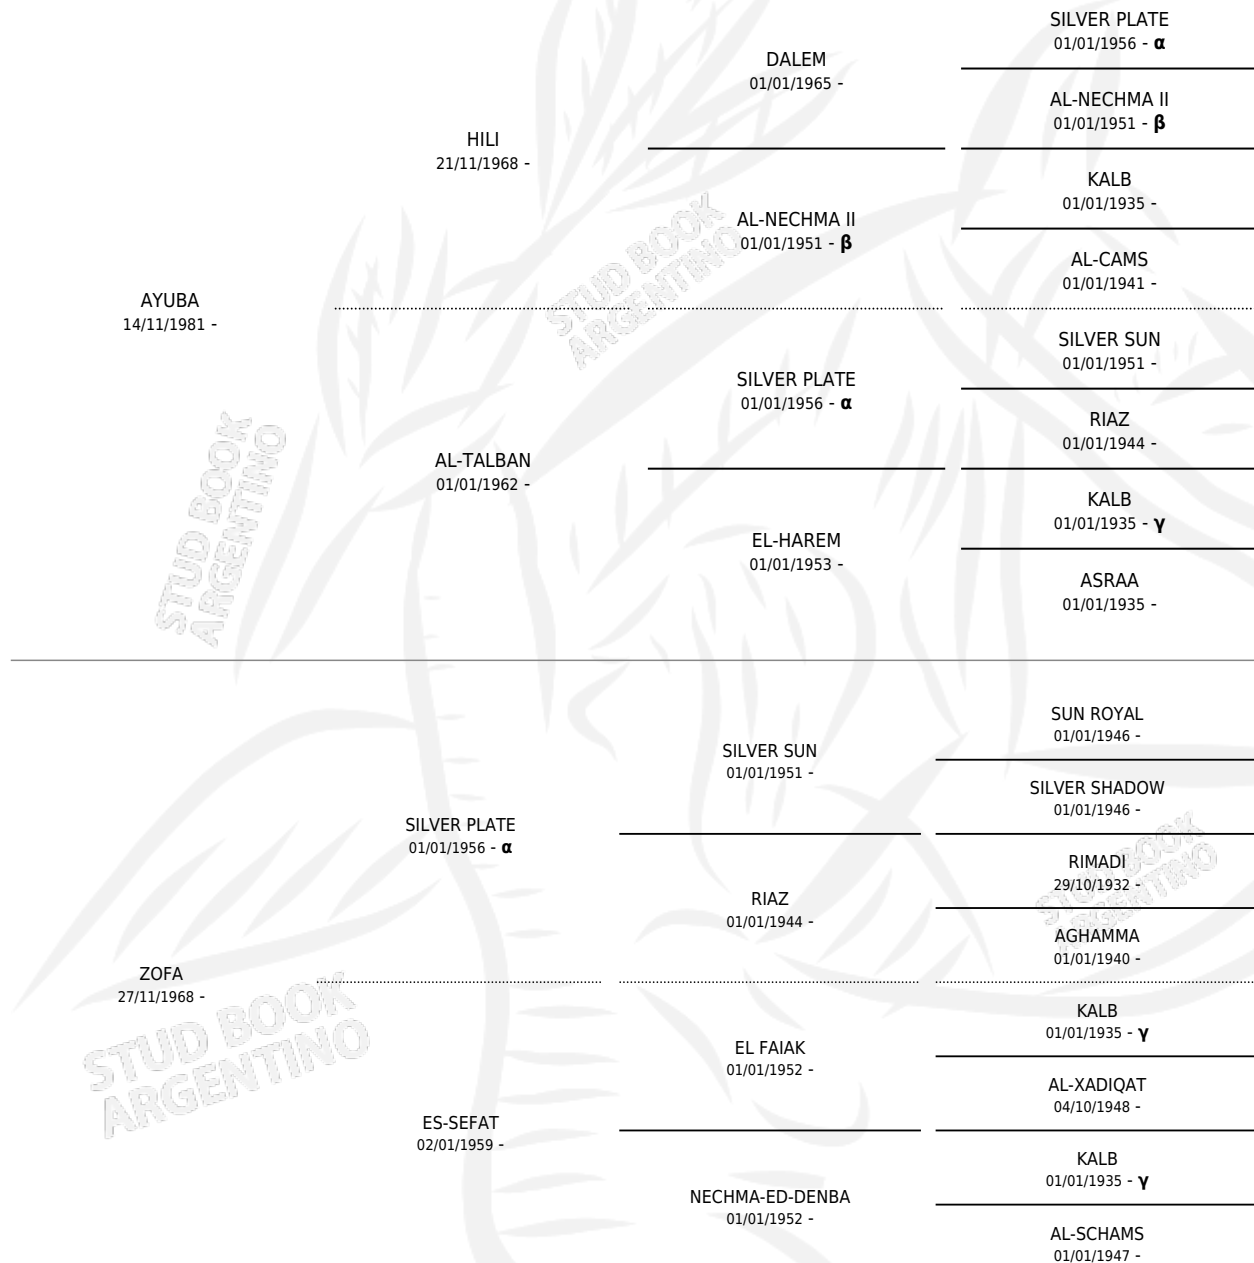 SILVER PLATE
01/01/1956 - α
DALEM
01/01/1965 -
AL-NECHMA II
01/01/1951 - β
HILI
21/11/1968 -
KALB
01/01/1935 -
AL-NECHMA II
01/01/1951 - β
AL-CAMS
01/01/1941 -
AYUBA
14/11/1981 -
SILVER SUN
01/01/1951 -
SILVER PLATE
01/01/1956 - α
RIAZ
01/01/1944 -
AL-TALBAN
01/01/1962 -
KALB
01/01/1935 - γ
EL-HAREM
01/01/1953 -
ASRAA
01/01/1935 -
SUN ROYAL
01/01/1946 -
SILVER SUN
01/01/1951 -
SILVER SHADOW
01/01/1946 -
SILVER PLATE
01/01/1956 - α
RIMADI
29/10/1932 -
RIAZ
01/01/1944 -
AGHAMMA
01/01/1940 -
ZOFA
27/11/1968 -
KALB
01/01/1935 - γ
EL FAIAK
01/01/1952 -
AL-XADIQAT
04/10/1948 -
ES-SEFAT
02/01/1959 -
KALB
01/01/1935 - γ
NECHMA-ED-DENBA
01/01/1952 -
AL-SCHAMS
01/01/1947 -
STUD BOOK
ARGENTINO
STUD BOOK
ARGENTINO
STUD BOOK
ARGENTINO
STUD BOOK
ARGENTINO